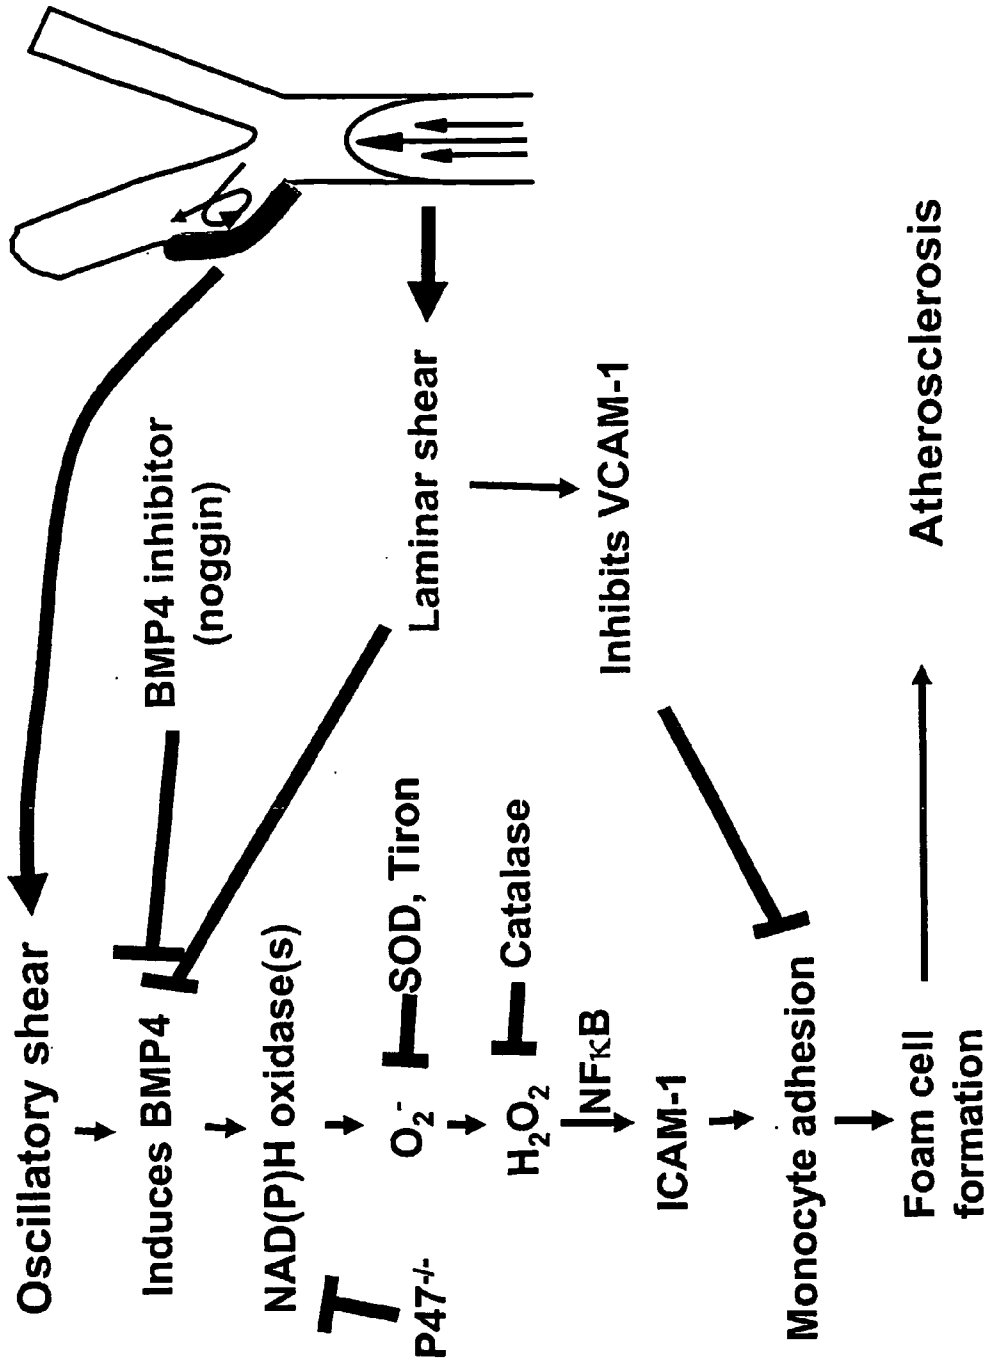 Oscillatory shear
Induces BMP4
BMP4 inhibitor
(noggin)
NAD(P)H oxidase(s)
P47-/-
O2-
SOD, Tiron
Laminar shear
H2O2
Catalase
NFκB
Inhibits VCAM-1
ICAM-1
Monocyte adhesion
Foam cell
formation
Atherosclerosis